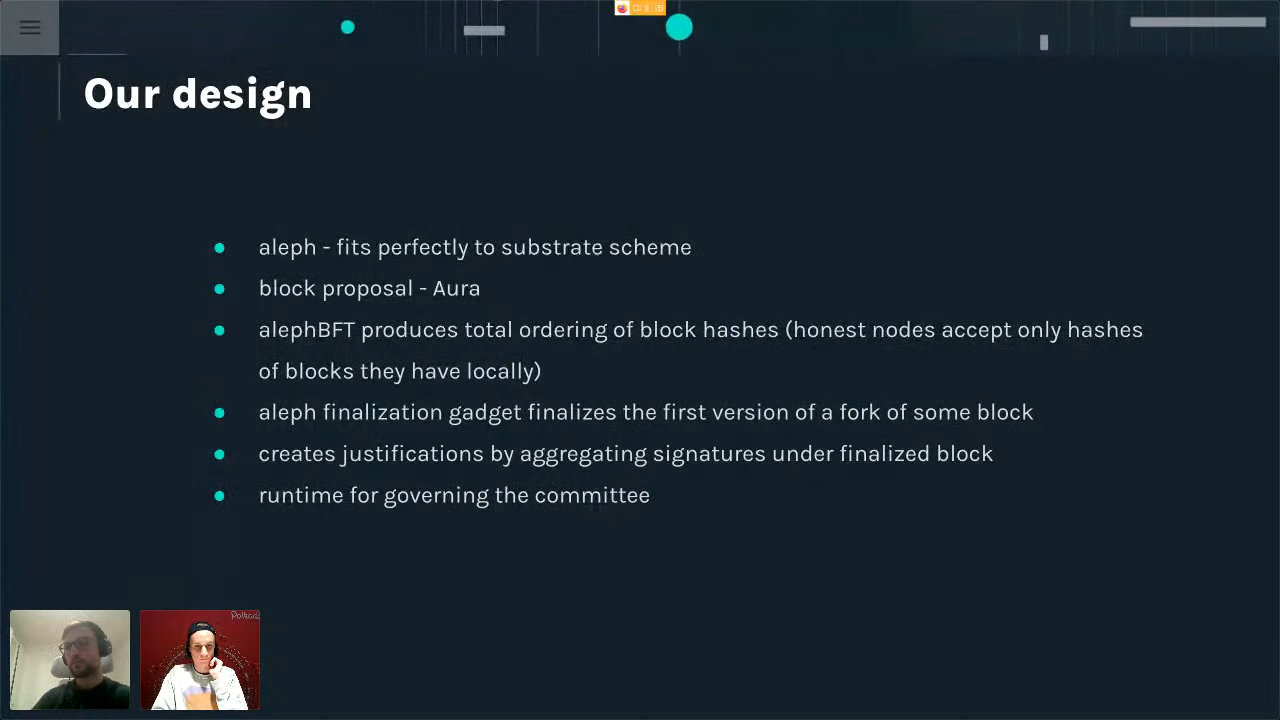 Our design
aleph - fits perfectly to substrate scheme
block proposal - Aura
alephBFT produces total ordering of block hashes (honest nodes accept only hashes
of blocks they have locally)
aleph finalization gadget finalizes the first version of a fork of some block
creates justifications by aggregating signatures under finalized block
runtime for governing the committee